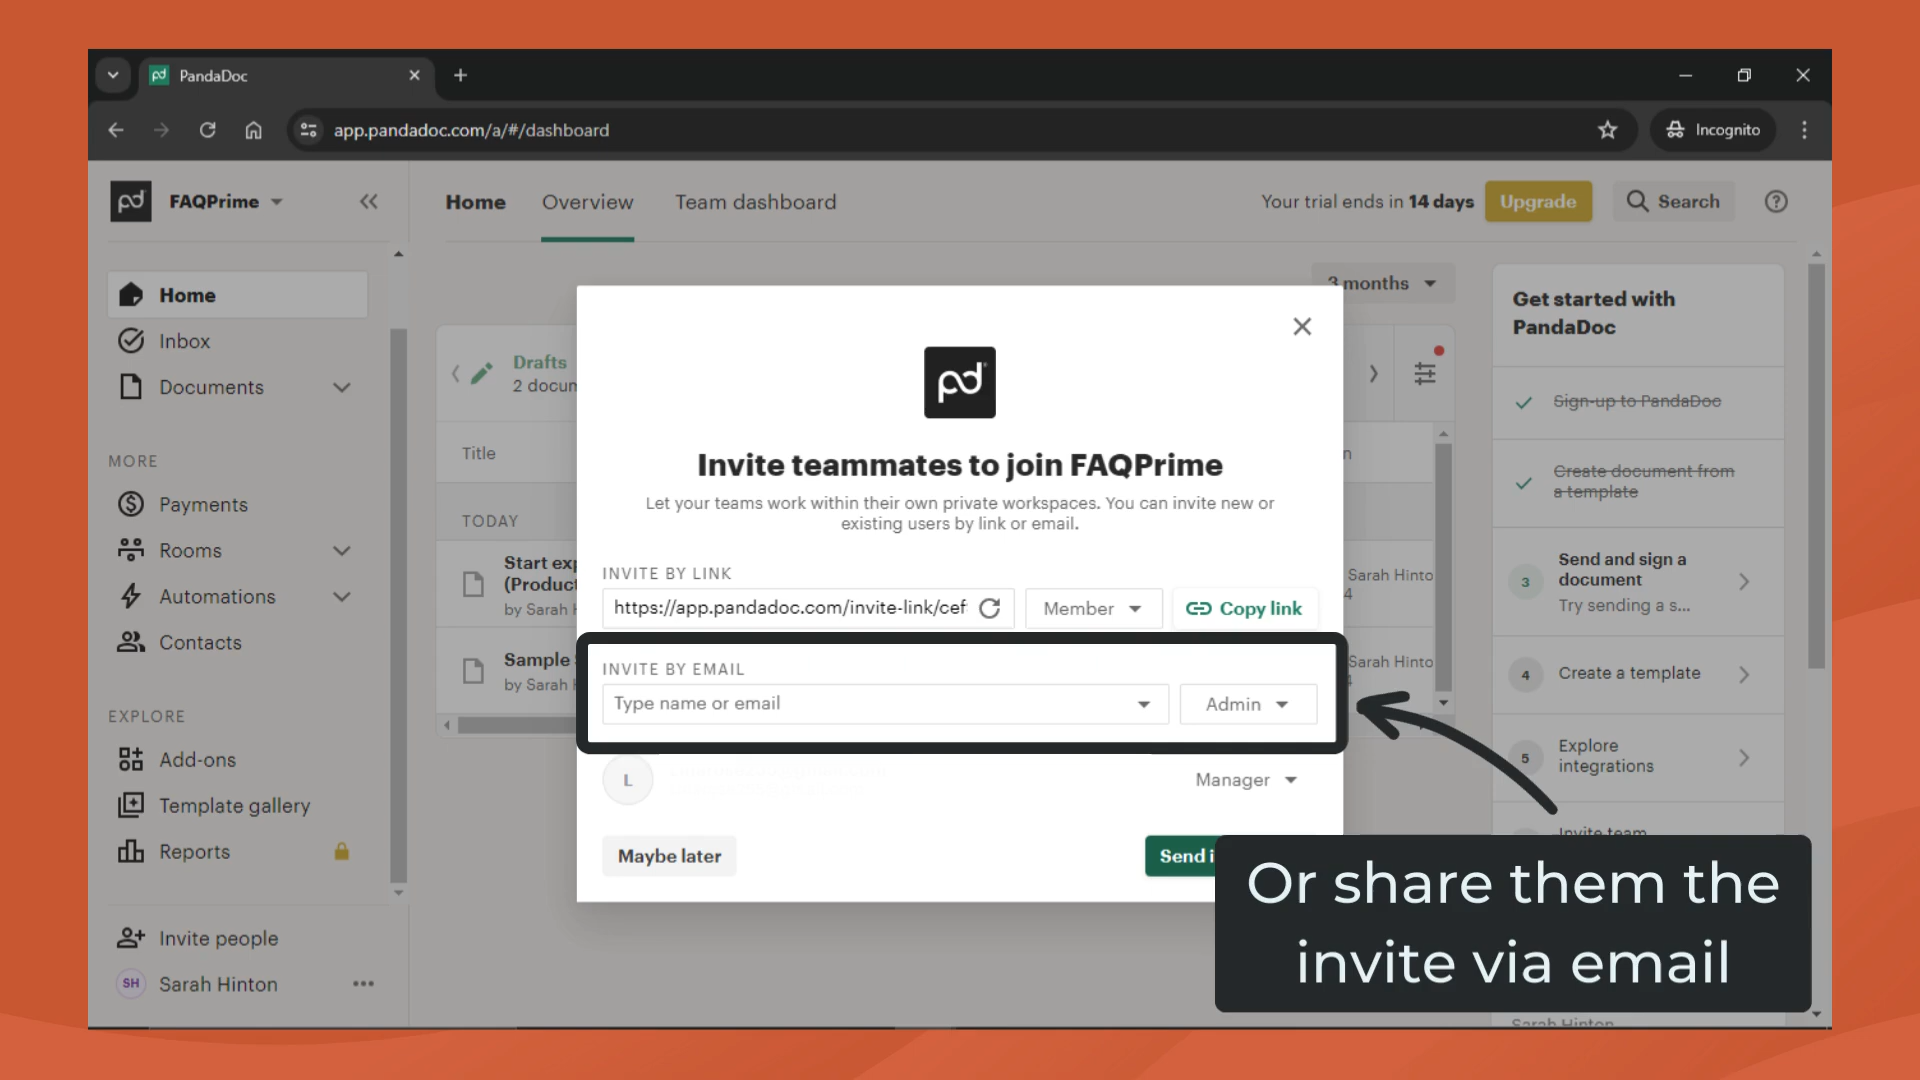 PandaDoc
app.pandadoc.com/a/#/dashboard
Incognito
FAQPrime
Home
Overview
Team dashboard
Your trial ends in 14 days
Upgrade
Search
Home
Inbox
Documents
MORE
Payments
Rooms
Automations
Contacts
EXPLORE
Add-ons
Template gallery
Reports
Invite people
SH
Sarah Hinton
months
Drafts
2
Title
TODAY
Start
by Sarah
Sample
by Sarah
Sarah
4
Sarah
pd
Invite teammates to join FAQPrime
Let your teams work within their own private workspaces. You can invite new or
existing users by link or email.
INVITE BY LINK
https://app.pandadoc.com/invite-link/cef
Member
Copy link
INVITE BY EMAIL
Type name or email
Admin
L
Manager
Maybe later
Send
Get started with
PandaDoc
Sign-up to PandaDoc
Create document from
a template
3
Send and sign a
document
Try sending a s...
4
Create a template
5
Explore
integrations
Invite team
Or share them the
invite via email
Sarah Hinton